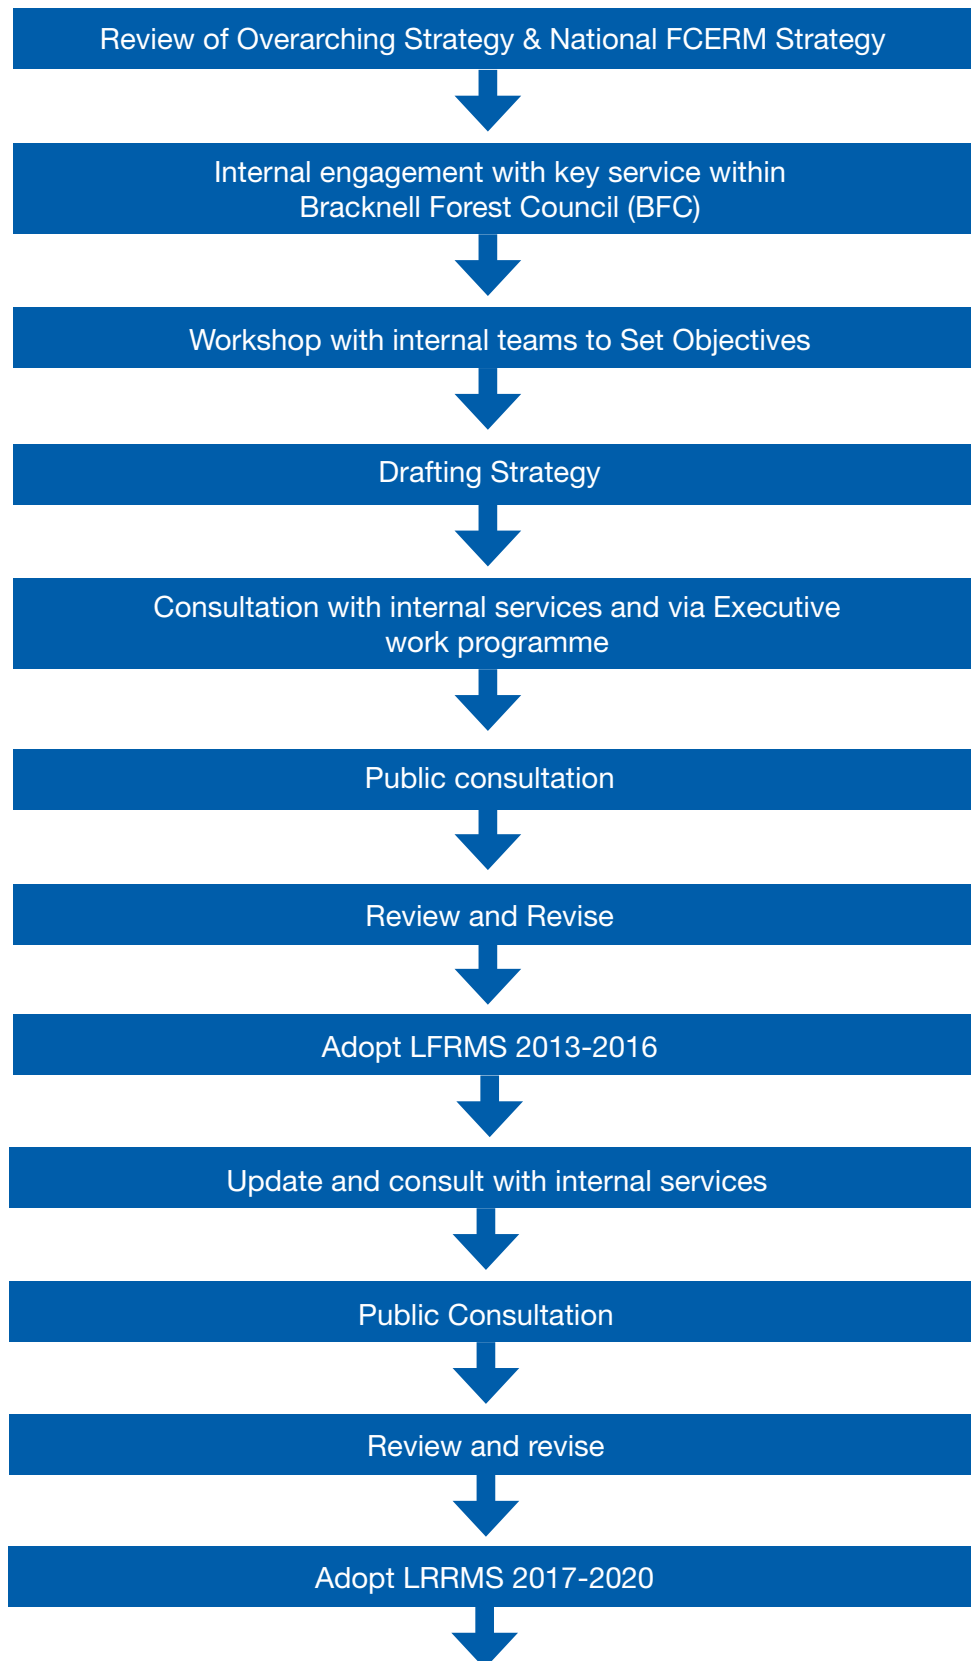 Review of Overarching Strategy & National FCERM Strategy
Internal engagement with key service within
Bracknell Forest Council (BFC)
Workshop with internal teams to Set Objectives
Drafting Strategy
Consultation with internal services and via Executive
work programme
Public consultation
Review and Revise
Adopt LFRMS 2013-2016
Update and consult with internal services
Public Consultation
Review and revise
Adopt LRRMS 2017-2020